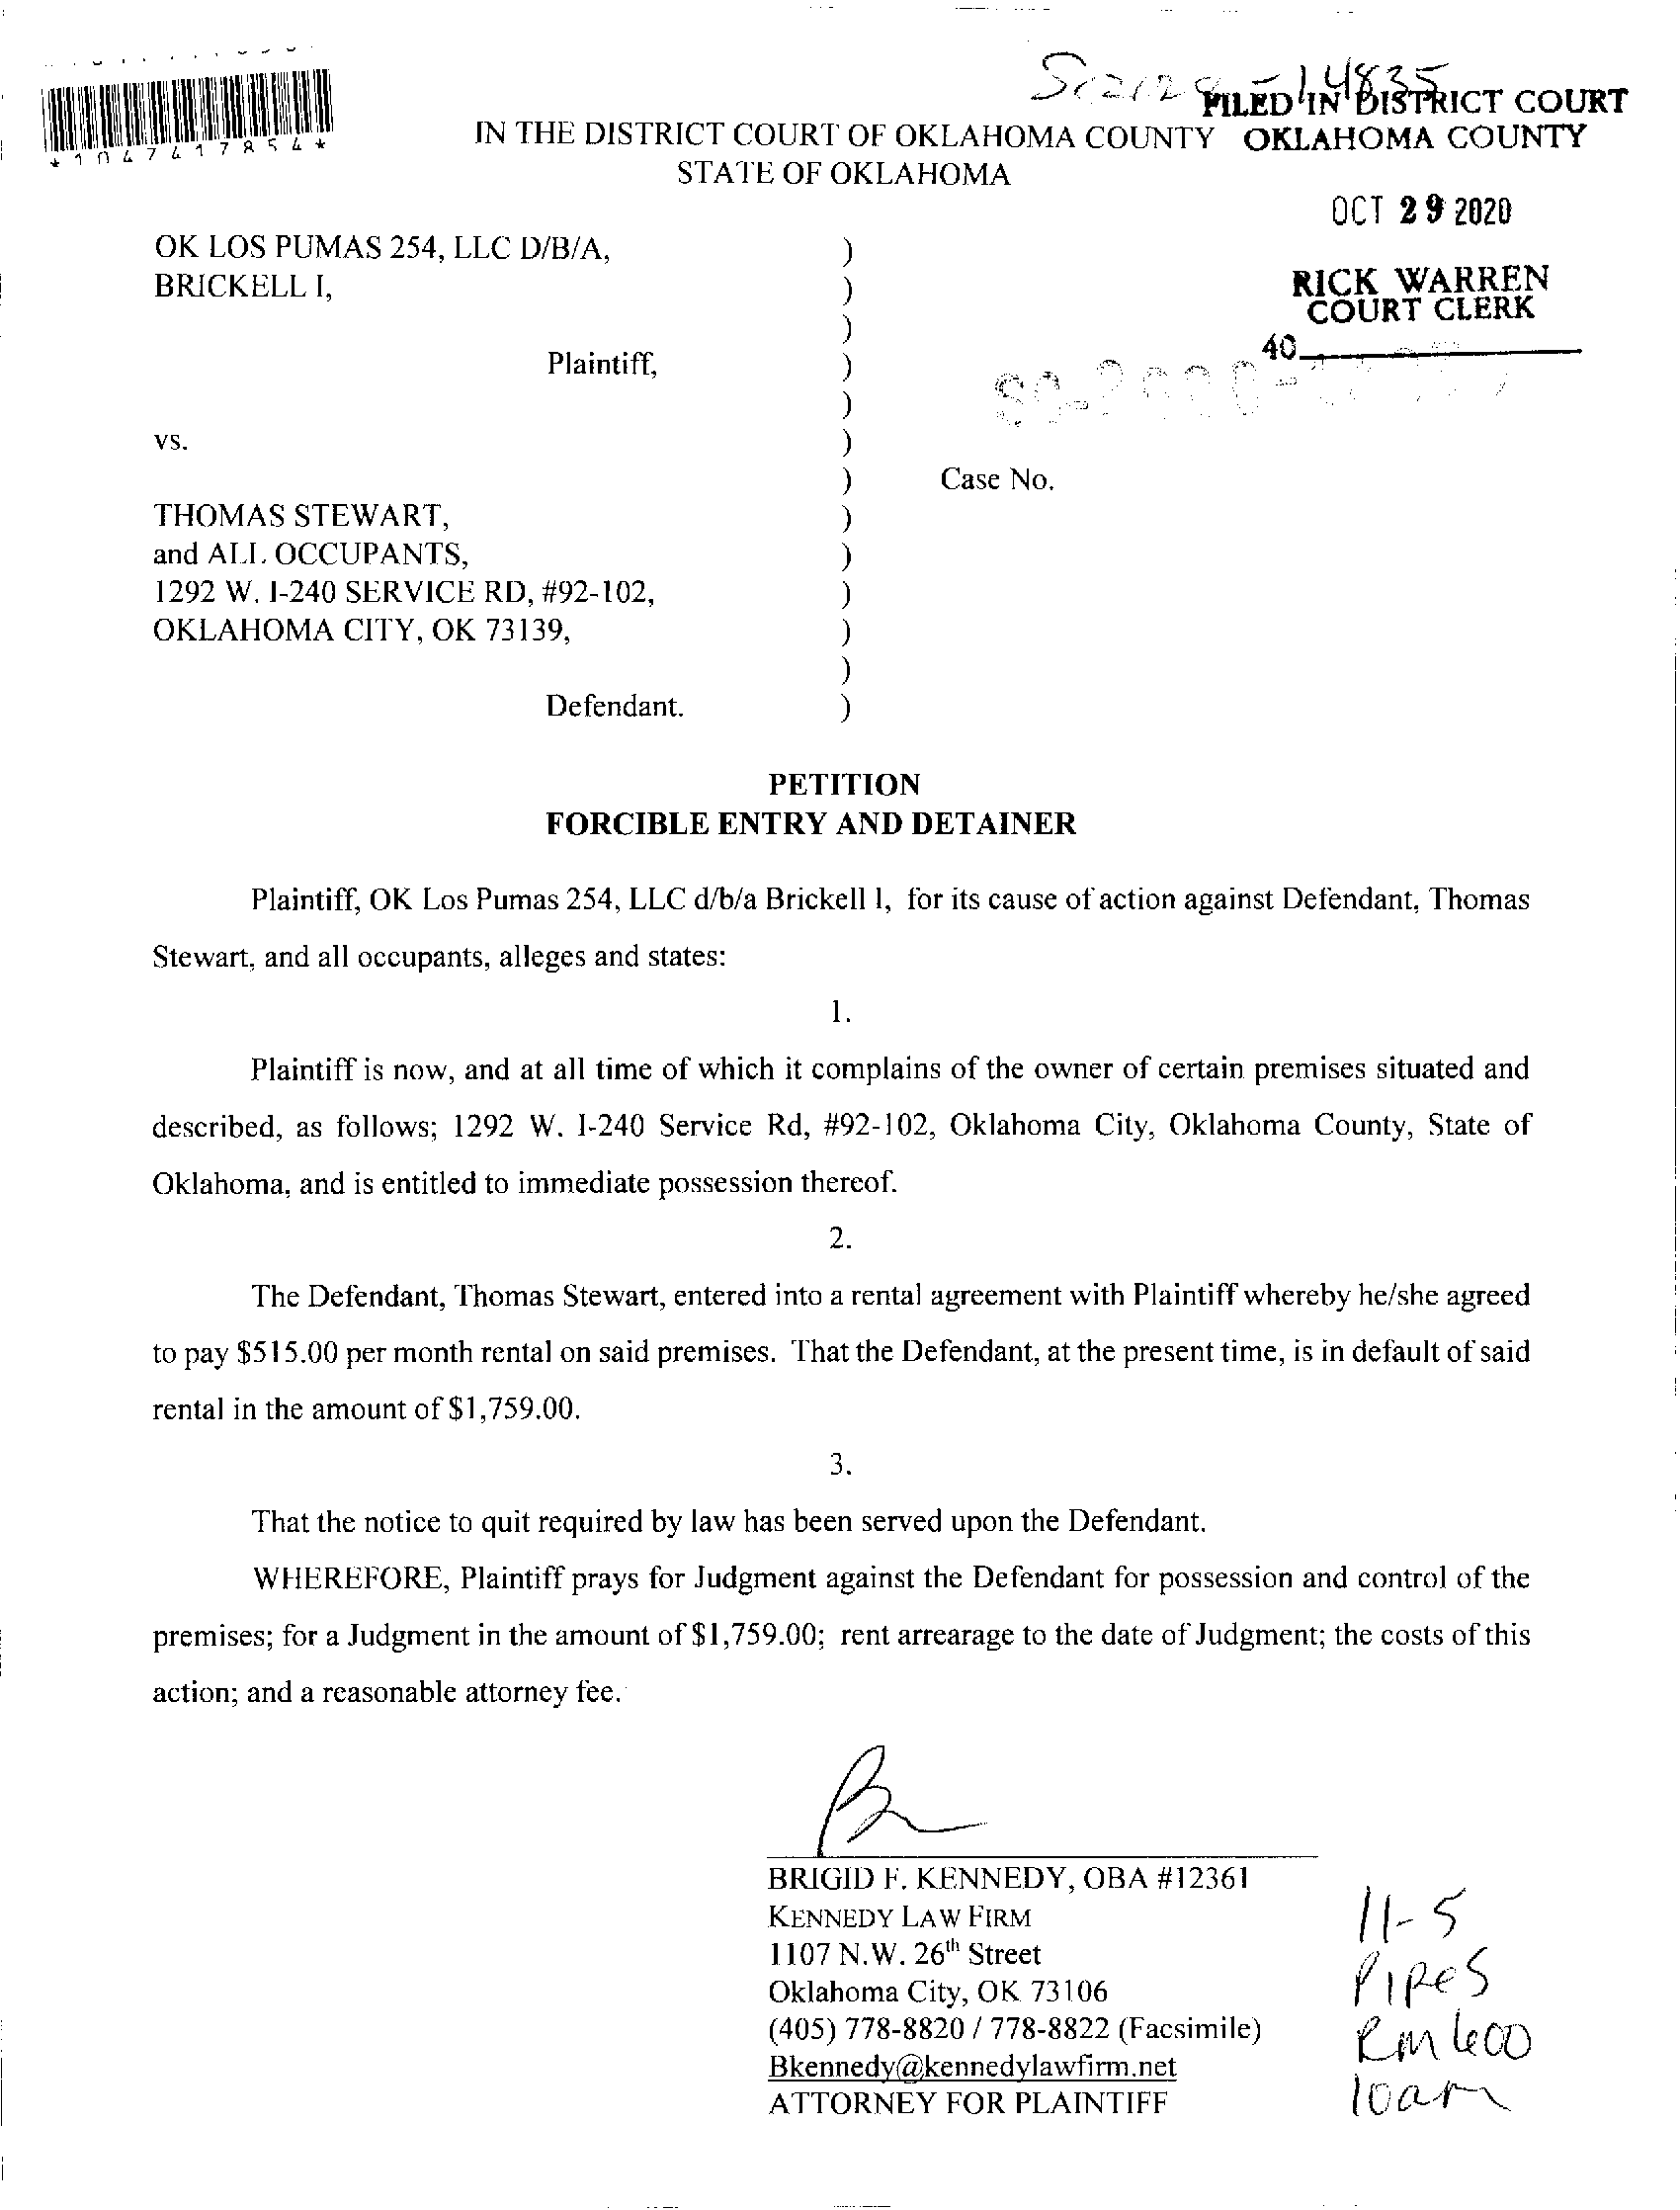 *1047417854*
FILED IN DISTRICT COURT
IN THE DISTRICT COURT OF OKLAHOMA COUNTY OKLAHOMA COUNTY
STATE OF OKLAHOMA
OCT 29 2020
OK LOS PUMAS 254, LLC D/B/A, )
BRICKELL I, )
RICK WARREN
COURT CLERK
)
40
Plaintiff, )
)
vs. )
) Case No.
THOMAS STEWART, )
and ALL OCCUPANTS, )
1292 W. I-240 SERVICE RD, #92-102, )
OKLAHOMA CITY, OK 73139, )
)
Defendant. )
PETITION
FORCIBLE ENTRY AND DETAINER
Plaintiff, OK Los Pumas 254, LLC d/b/a Brickell I, for its cause of action against Defendant, Thomas
Stewart, and all occupants, alleges and states:
1.
Plaintiff is now, and at all time of which it complains of the owner of certain premises situated and
described, as follows; 1292 W. I-240 Service Rd, #92-102, Oklahoma City, Oklahoma County, State of
Oklahoma, and is entitled to immediate possession thereof.
2.
The Defendant, Thomas Stewart, entered into a rental agreement with Plaintiff whereby he/she agreed
to pay $515.00 per month rental on said premises. That the Defendant, at the present time, is in default of said
rental in the amount of $1,759.00.
3.
That the notice to quit required by law has been served upon the Defendant.
WHEREFORE, Plaintiff prays for Judgment against the Defendant for possession and control of the
premises; for a Judgment in the amount of $1,759.00; rent arrearage to the date of Judgment; the costs of this
action; and a reasonable attorney fee.
BRIGID F. KENNEDY, OBA #12361
KENNEDY LAW FIRM
1107 N.W. 26th Street
Oklahoma City, OK 73106
(405) 778-8820 / 778-8822 (Facsimile)
Bkennedy@kennedylawfirm.net
ATTORNEY FOR PLAINTIFF
11-5
Pipes
Rm 600
10am